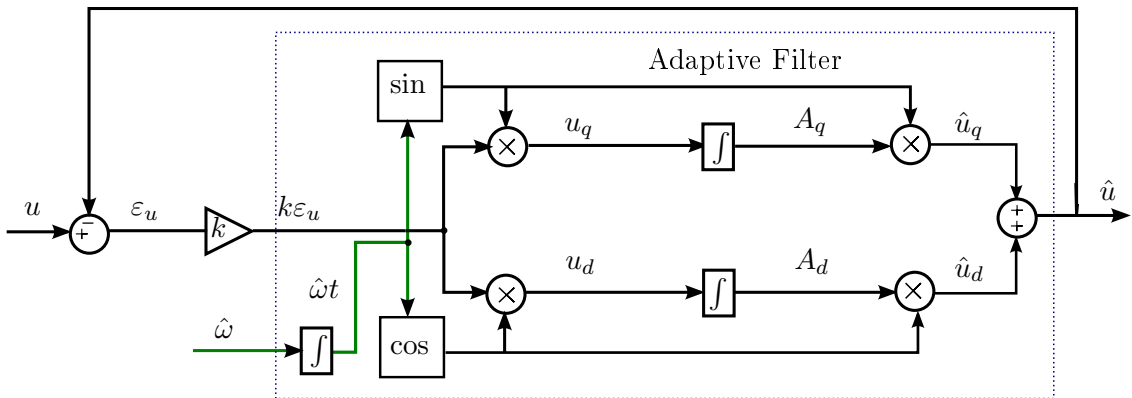 Adaptive Filter
sin
u_q
∫
A_q
×
×
û_q
u
−
+
ε_u
k
kε_u
+
+
û
u_d
∫
A_d
×
×
û_d
ω̂t
ω̂
∫
cos